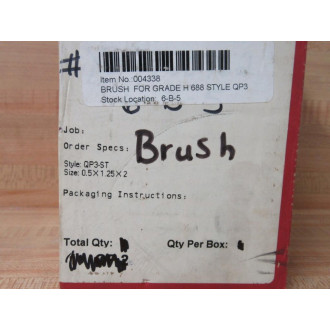 #
Item No: 004338
BRUSH FOR GRADE H 688 STYLE QP3
Stock Location: 6-B-5
Job:
Order Specs: Brush
Style: QP3-ST
Size: 0.5 X 1.25 X 2
Packaging Instructions:
Total Qty:
Qty Per Box:
2